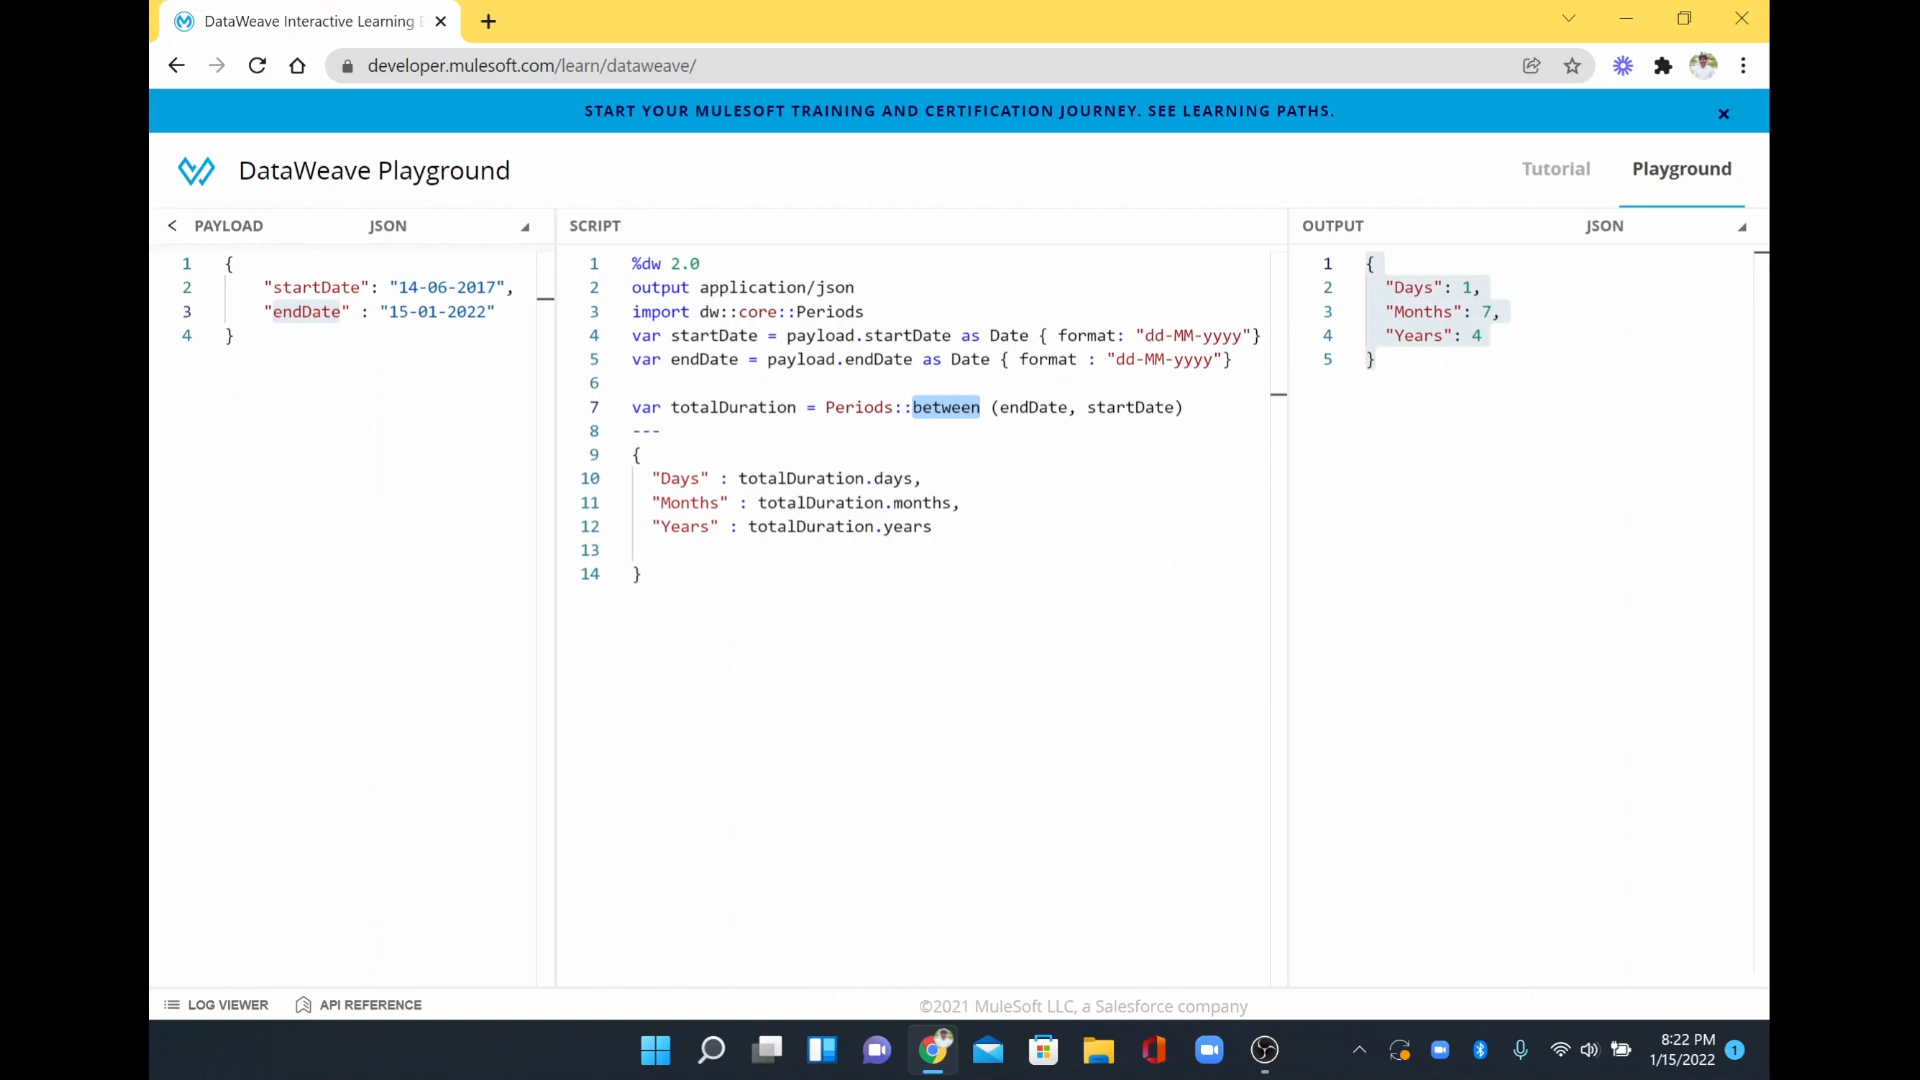 DataWeave Interactive Learning
developer.mulesoft.com/learn/dataweave/
START YOUR MULESOFT TRAINING AND CERTIFICATION JOURNEY. SEE LEARNING PATHS.
DataWeave Playground
Tutorial
Playground
PAYLOAD
JSON
1 {
2 "startDate": "14-06-2017",
3 "endDate" : "15-01-2022"
4 }
SCRIPT
1 %dw 2.0
2 output application/json
3 import dw::core::Periods
4 var startDate = payload.startDate as Date { format: "dd-MM-yyyy"}
5 var endDate = payload.endDate as Date { format : "dd-MM-yyyy"}
6
7 var totalDuration = Periods::between (endDate, startDate)
8 ---
9 {
10 "Days" : totalDuration.days,
11 "Months" : totalDuration.months,
12 "Years" : totalDuration.years
13
14 }
OUTPUT
JSON
1 {
2 "Days": 1,
3 "Months": 7,
4 "Years": 4
5 }
LOG VIEWER
API REFERENCE
©2021 MuleSoft LLC, a Salesforce company
8:22 PM
1/15/2022
1